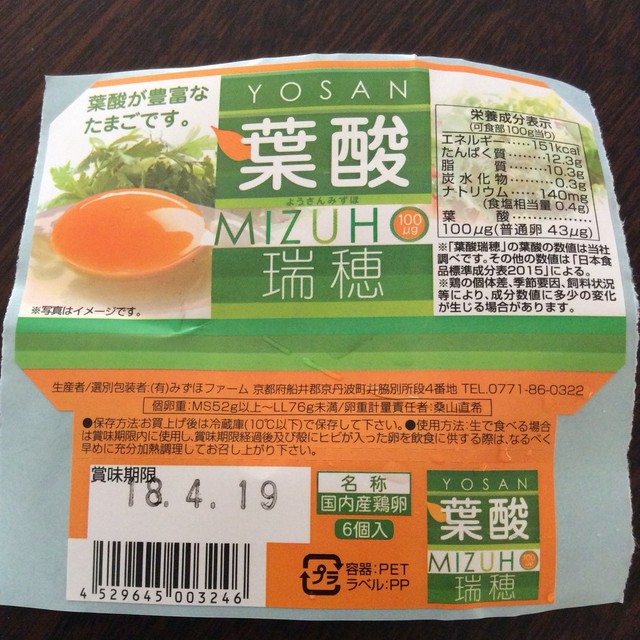 葉酸が豊富な
たまごです。
YOSAN
葉酸
ようさんみずほ
MIZUHO
100μg
瑞穂
※写真はイメージです。
栄養成分表示
(可食部100g当り)
エネルギー……151kcal
たんぱく質………12.3g
脂質…………10.3g
炭水化物…………0.3g
ナトリウム………140mg
(食塩相当量 0.4g)
葉酸……………
100μg(普通卵 43μg)
※「葉酸瑞穂」の葉酸の数値は当社
調べです。その他の数値は「日本食
品標準成分表2015」による。
※鶏の個体差、季節要因、飼料状況
等により、成分数値に多少の変化
が生じる場合があります。
生産者/選別包装者:(有)みずほファーム 京都府船井郡京丹波町井脇別所段4番地 TEL.0771-86-0322
個卵重:MS52g以上~LL76g未満/卵重計量責任者:桑山直希
●保存方法:お買上げ後は冷蔵庫(10℃以下)で保存して下さい。●使用方法:生で食べる場合
は賞味期限内に使用し、賞味期限経過後及び殻にヒビが入った卵を飲食に供する際は、なるべく
早めに充分加熱調理してお召し上がり下さい。
賞味期限
18.4.19
4 529645 003246
名称
国内産鶏卵
6個入
プラ
容器:PET
ラベル:PP
YOSAN
葉酸
MIZUHO
瑞穂